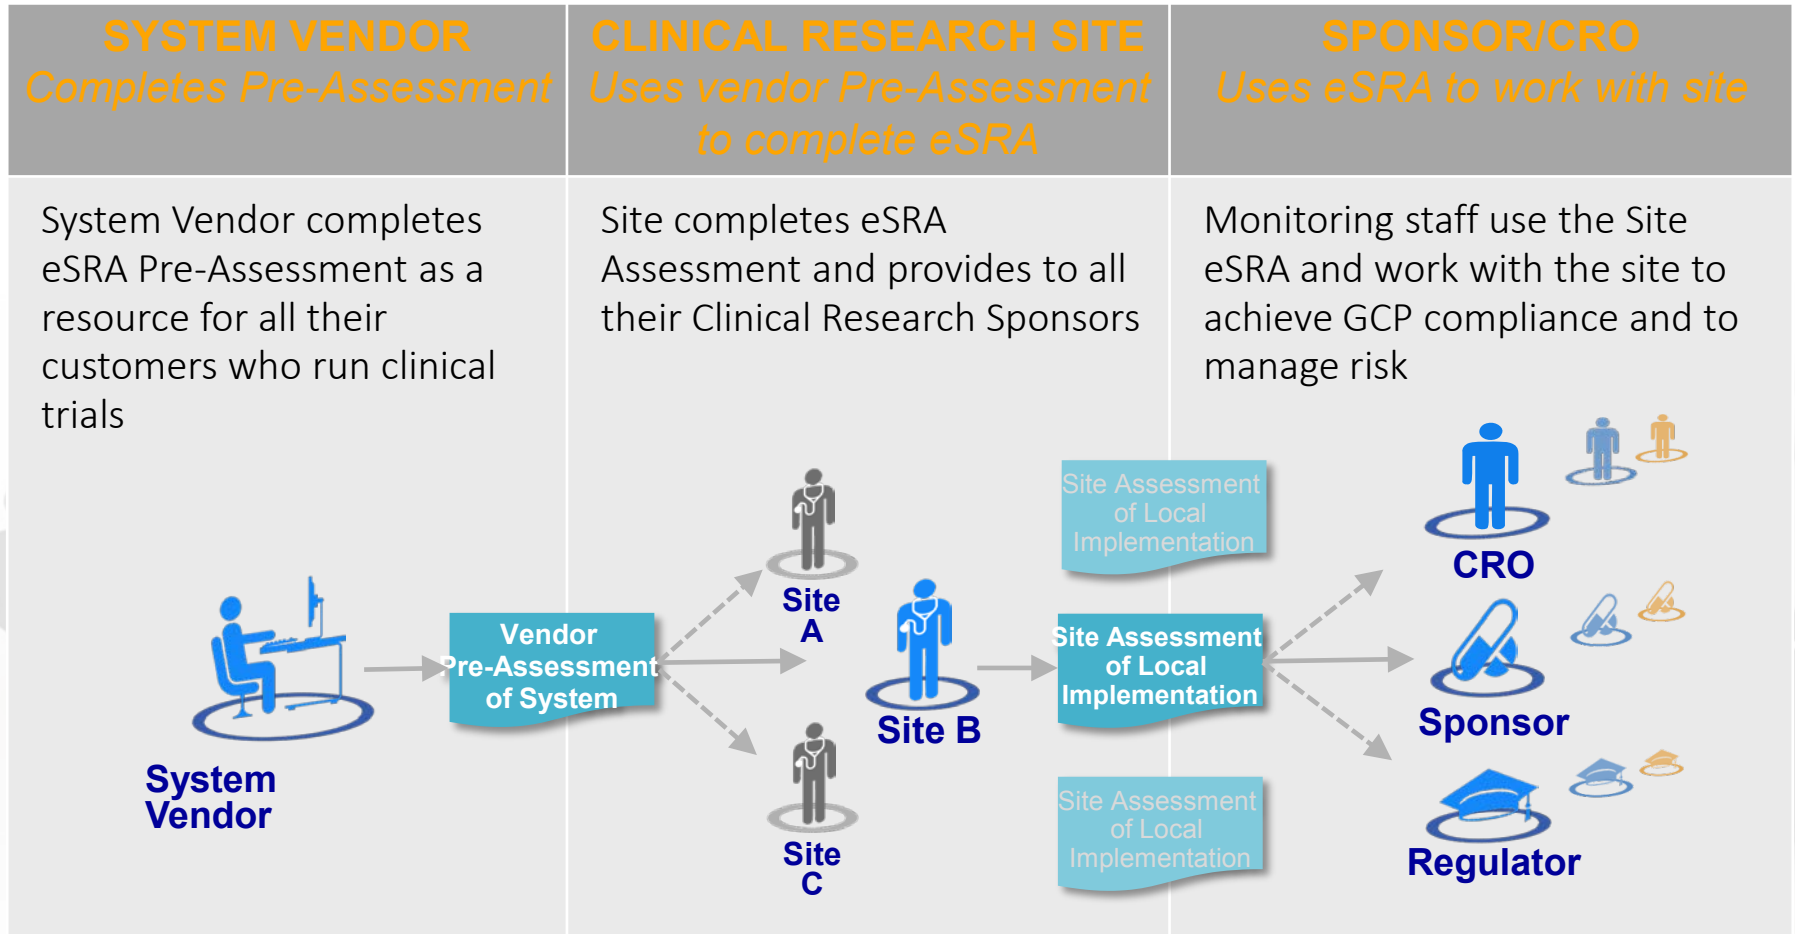 SYSTEM VENDOR
Completes Pre-Assessment
CLINICAL RESEARCH SITE
Uses vendor Pre-Assessment
to complete eSRA
SPONSOR/CRO
Uses eSRA to work with site
System Vendor completes
eSRA Pre-Assessment as a
resource for all their
customers who run clinical
trials
Site completes eSRA
Assessment and provides to all
their Clinical Research Sponsors
Monitoring staff use the Site
eSRA and work with the site to
achieve GCP compliance and to
manage risk
System
Vendor
Vendor
Pre-Assessment
of System
Site
A
Site B
Site
C
Site Assessment
of Local
Implementation
Site Assessment
of Local
Implementation
Site Assessment
of Local
Implementation
CRO
Sponsor
Regulator